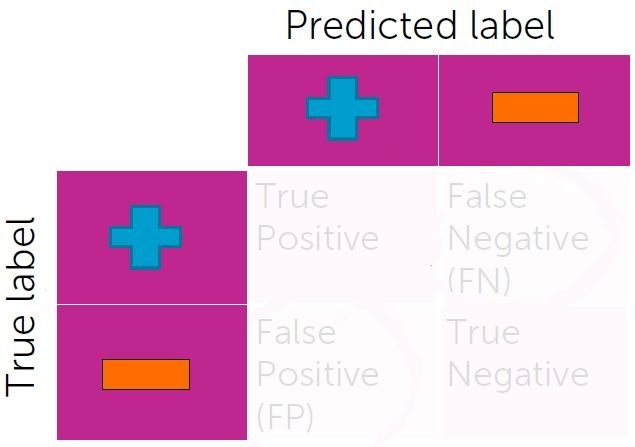 Predicted label
True label
True
Positive
False
Negative
(FN)
False
Positive
(FP)
True
Negative